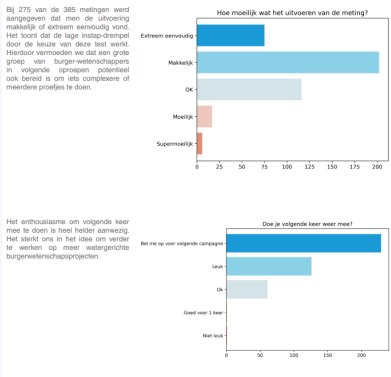 Bij 275 van de 385 metingen werd
aangegeven dat men de uitvoering
makkelijk of extreem eenvoudig vond.
Het toont dat de lage instap-drempel
door de keuze van deze test werkt.
Hierdoor vermoeden we dat een grote
groep van burger-wetenschappers
in volgende oproepen potentieel
ook bereid is om iets complexere of
meerdere proefjes te doen.
Hoe moeilijk wat het uitvoeren van de meting?
Extreem eenvoudig
Makkelijk
OK
Moeilijk
Supermoeilijk
0 25 50 75 100 125 150 175 200
Het enthousiasme om volgende keer
mee te doen is heel helder aanwezig.
Het sterkt ons in het idee om verder
te werken op meer watergerichte
burgerwetenschapsprojecten.
Doe je volgende keer weer mee?
Bel me op voor volgende campagne
Leuk
Ok
Goed voor 1 keer
Niet leuk
0 50 100 150 200